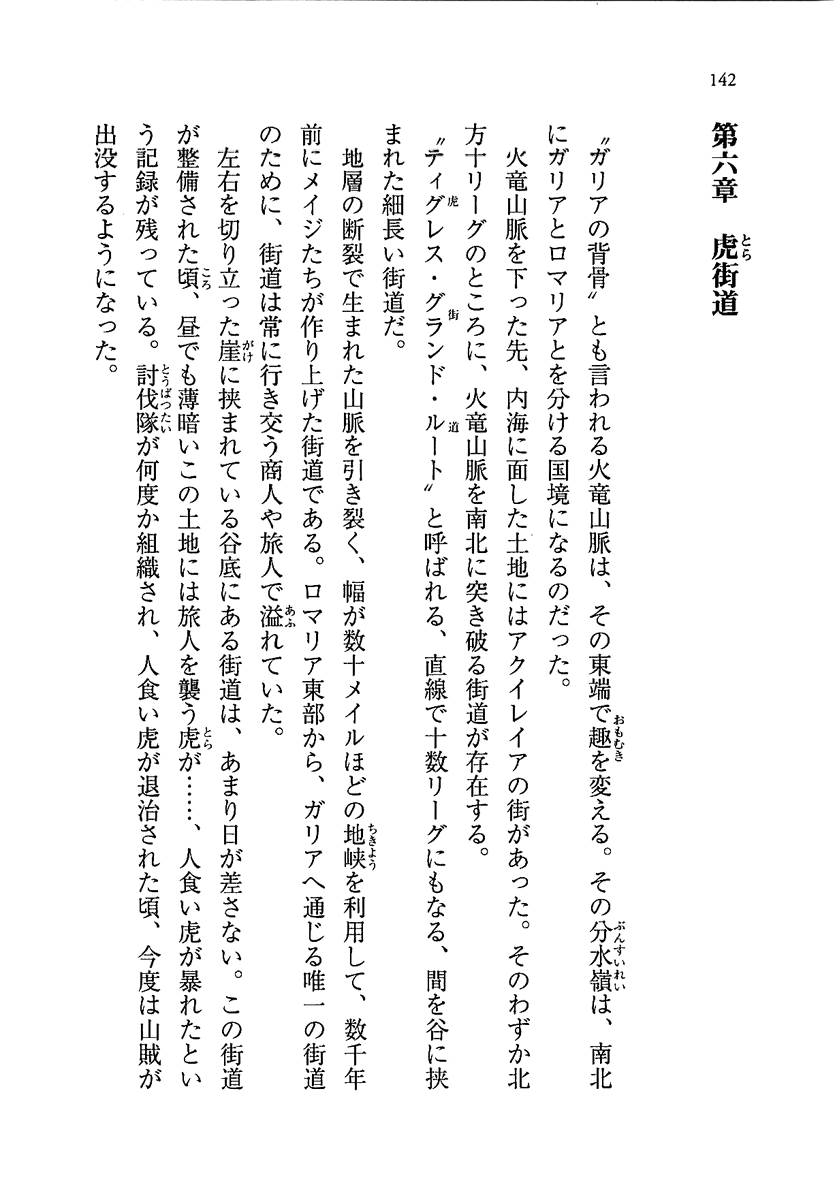 142
第六章　虎街道
〝ガリアの背骨〟とも言われる火竜山脈は、その東端で趣を変える。その分水嶺は、南北
にガリアとロマリアとを分ける国境になるのだった。
火竜山脈を下った先、内海に面した土地にはアクイレイアの街があった。そのわずか北
方十リーグのところに、火竜山脈を南北に突き破る街道が存在する。
〝ティグレス・グランド・ルート〟と呼ばれる、直線で十数リーグにもなる、間を谷に挟
まれた細長い街道だ。
地層の断裂で生まれた山脈を引き裂く、幅が数十メイルほどの地峡を利用して、数千年
前にメイジたちが作り上げた街道である。ロマリア東部から、ガリアへ通じる唯一の街道
のために、街道は常に行き交う商人や旅人で溢れていた。
左右を切り立った崖に挟まれている谷底にある街道は、あまり日が差さない。この街道
が整備された頃、昼でも薄暗いこの土地には旅人を襲う虎が……、人食い虎が暴れたとい
う記録が残っている。討伐隊が何度か組織され、人食い虎が退治された頃、今度は山賊が
出没するようになった。